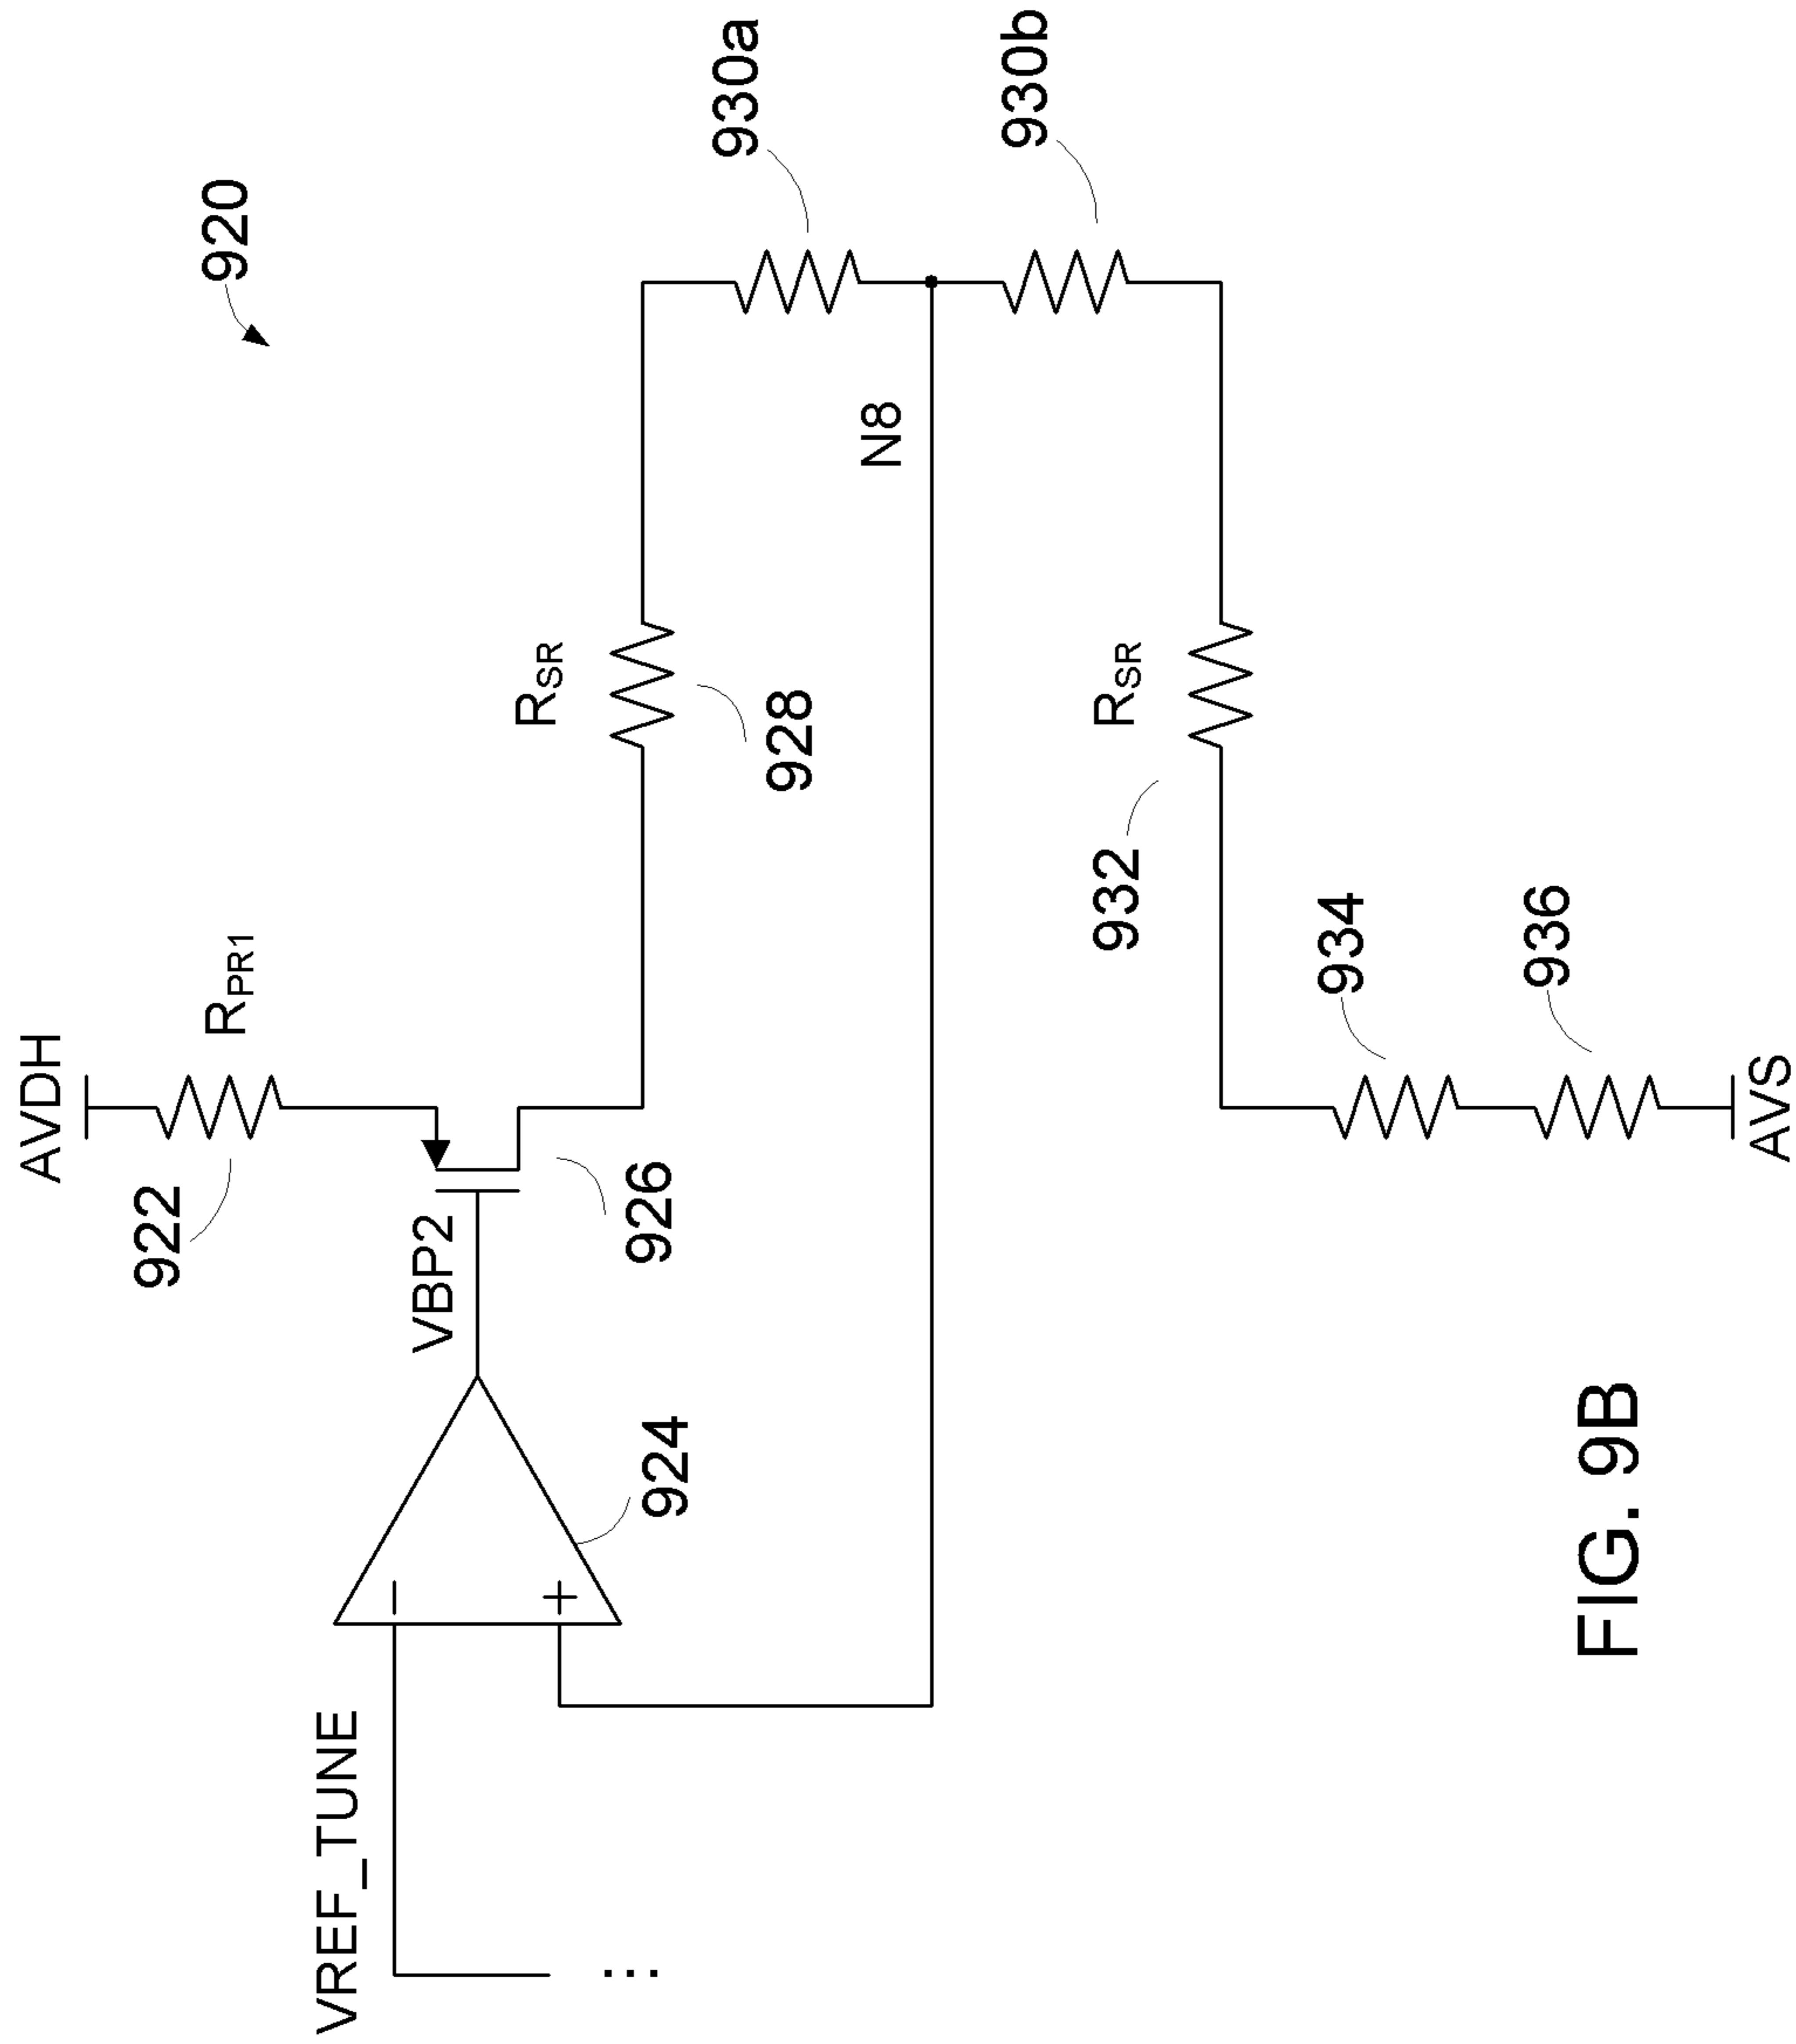 920
AVDH
922
RPR1
VREF_TUNE
VBP2
924
−
+
926
RSR
928
930a
N8
930b
RSR
932
934
936
AVS
...
FIG. 9B